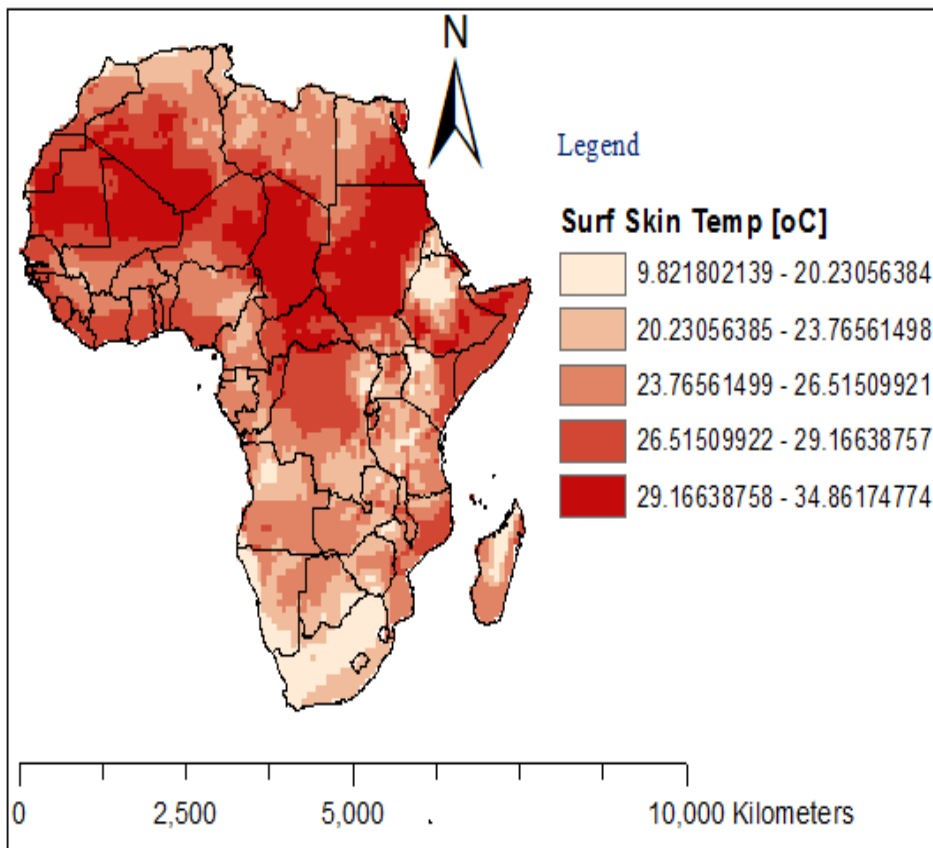 N
Legend
Surf Skin Temp [oC]
9.821802139 - 20.23056384
20.23056385 - 23.76561498
23.76561499 - 26.51509921
26.51509922 - 29.16638757
29.16638758 - 34.86174774
0 2,500 5,000 10,000 Kilometers